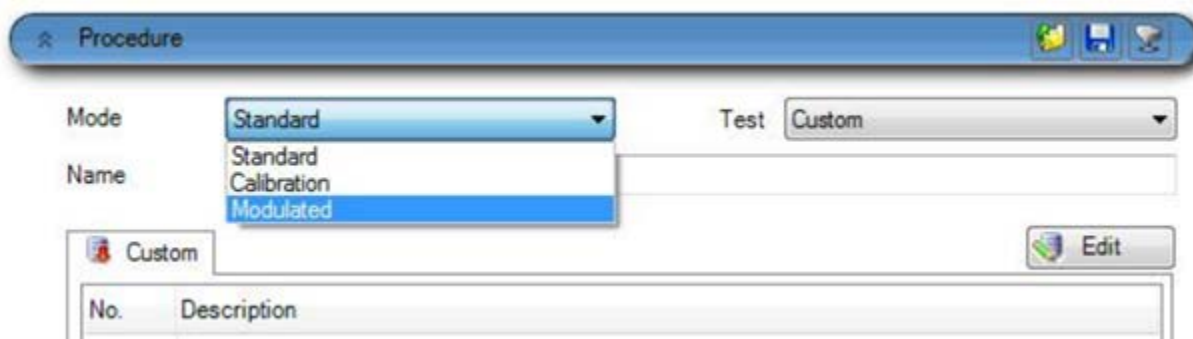 Procedure
Mode Standard Test Custom
Standard
Name Calibration
Modulated
Custom Edit
No. Description